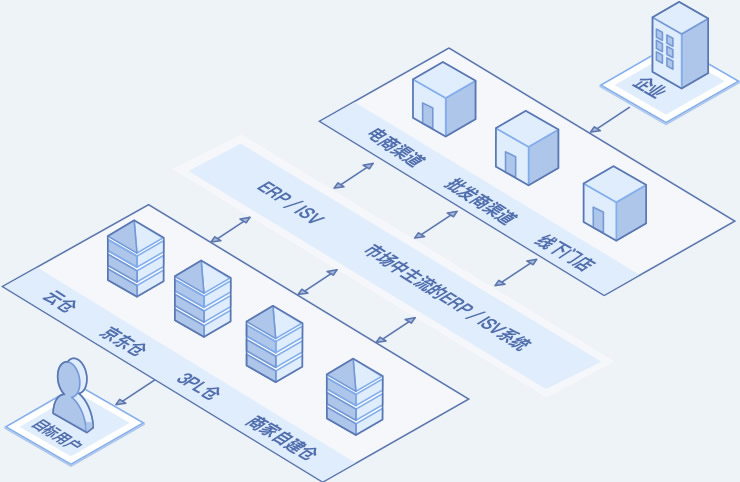 企业
电商渠道
批发商渠道
线下门店
ERP / ISV
市场中主流的ERP / ISV系统
云仓
京东仓
3PL仓
商家自建仓
目标用户